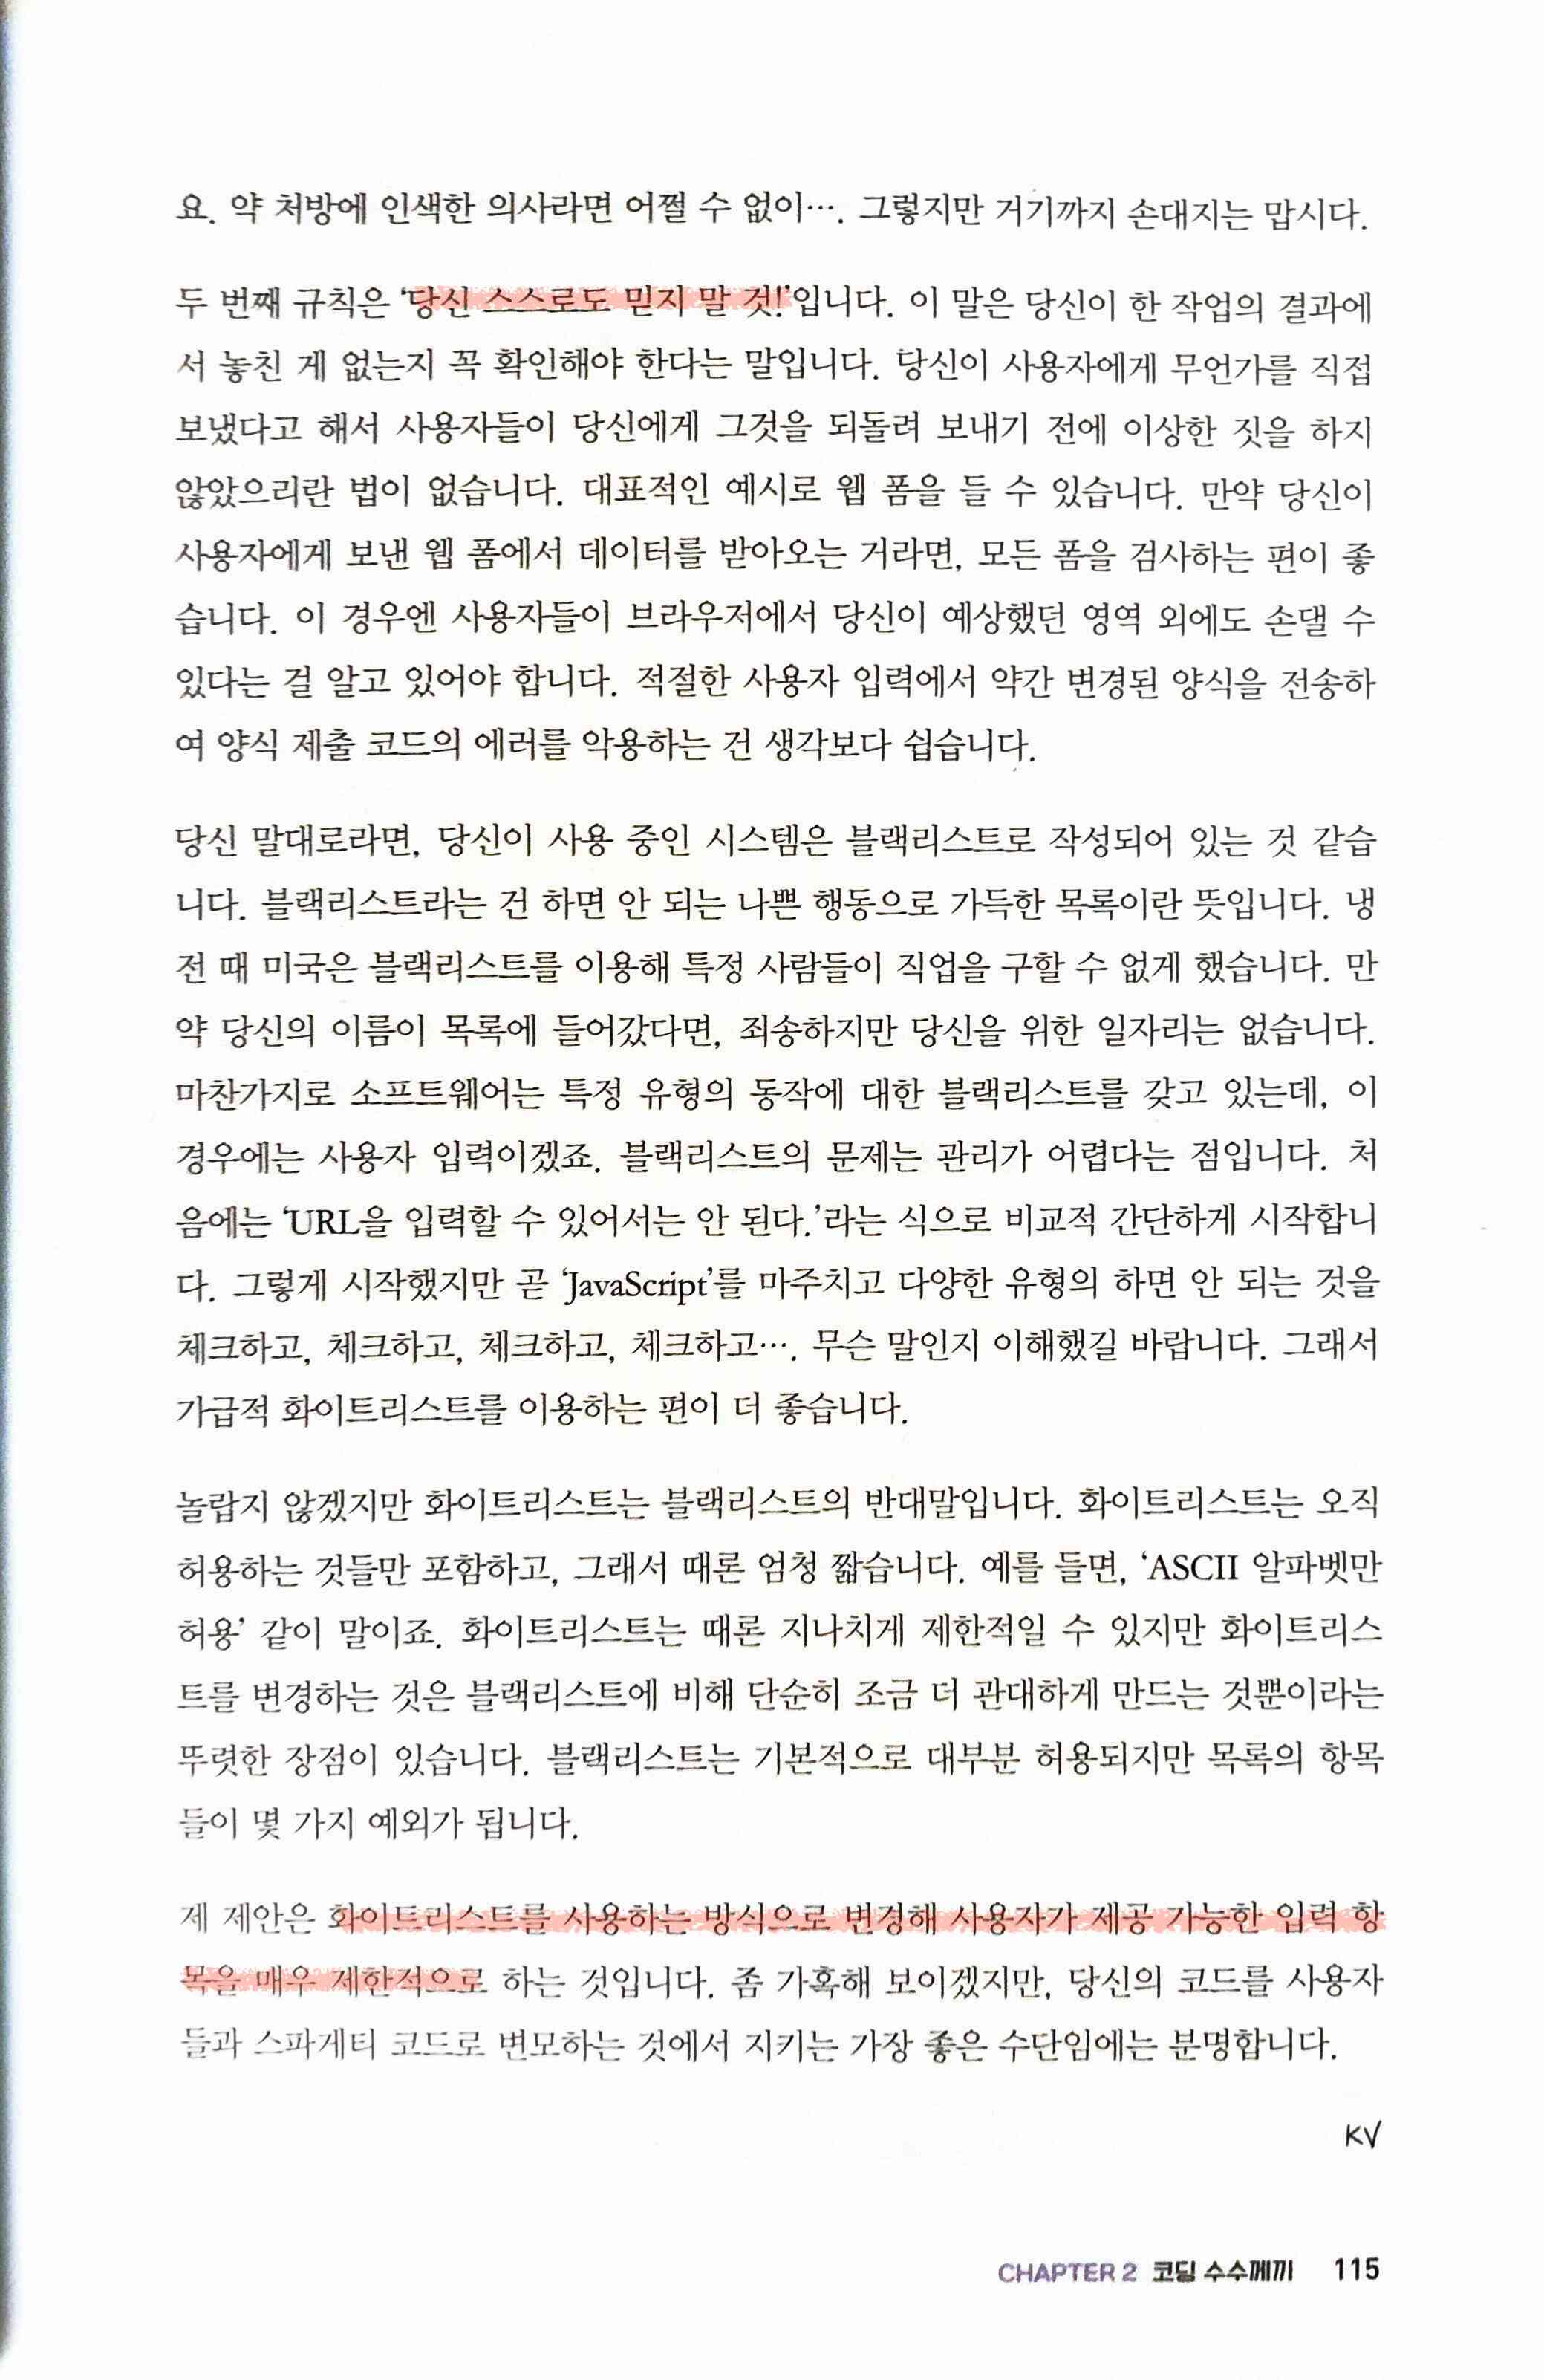 요. 약 처방에 인색한 의사라면 어쩔 수 없이…. 그렇지만 거기까지 손대지는 맙시다.
두 번째 규칙은 ‘당신 스스로도 믿지 말 것!’입니다. 이 말은 당신이 한 작업의 결과에
서 놓친 게 없는지 꼭 확인해야 한다는 말입니다. 당신이 사용자에게 무언가를 직접
보냈다고 해서 사용자들이 당신에게 그것을 되돌려 보내기 전에 이상한 짓을 하지
않았으리란 법이 없습니다. 대표적인 예시로 웹 폼을 들 수 있습니다. 만약 당신이
사용자에게 보낸 웹 폼에서 데이터를 받아오는 거라면, 모든 폼을 검사하는 편이 좋
습니다. 이 경우엔 사용자들이 브라우저에서 당신이 예상했던 영역 외에도 손댈 수
있다는 걸 알고 있어야 합니다. 적절한 사용자 입력에서 약간 변경된 양식을 전송하
여 양식 제출 코드의 에러를 악용하는 건 생각보다 쉽습니다.
당신 말대로라면, 당신이 사용 중인 시스템은 블랙리스트로 작성되어 있는 것 같습
니다. 블랙리스트라는 건 하면 안 되는 나쁜 행동으로 가득한 목록이란 뜻입니다. 냉
전 때 미국은 블랙리스트를 이용해 특정 사람들이 직업을 구할 수 없게 했습니다. 만
약 당신의 이름이 목록에 들어갔다면, 죄송하지만 당신을 위한 일자리는 없습니다.
마찬가지로 소프트웨어는 특정 유형의 동작에 대한 블랙리스트를 갖고 있는데, 이
경우에는 사용자 입력이겠죠. 블랙리스트의 문제는 관리가 어렵다는 점입니다. 처
음에는 ‘URL을 입력할 수 있어서는 안 된다.’라는 식으로 비교적 간단하게 시작합니
다. 그렇게 시작했지만 곧 ‘JavaScript’를 마주치고 다양한 유형의 하면 안 되는 것을
체크하고, 체크하고, 체크하고, 체크하고…. 무슨 말인지 이해했길 바랍니다. 그래서
가급적 화이트리스트를 이용하는 편이 더 좋습니다.
놀랍지 않겠지만 화이트리스트는 블랙리스트의 반대말입니다. 화이트리스트는 오직
허용하는 것들만 포함하고, 그래서 때론 엄청 짧습니다. 예를 들면, ‘ASCII 알파벳만
허용’ 같이 말이죠. 화이트리스트는 때론 지나치게 제한적일 수 있지만 화이트리스
트를 변경하는 것은 블랙리스트에 비해 단순히 조금 더 관대하게 만드는 것뿐이라는
뚜렷한 장점이 있습니다. 블랙리스트는 기본적으로 대부분 허용되지만 목록의 항목
들이 몇 가지 예외가 됩니다.
제 제안은 화이트리스트를 사용하는 방식으로 변경해 사용자가 제공 가능한 입력 항
목을 매우 제한적으로 하는 것입니다. 좀 가혹해 보이겠지만, 당신의 코드를 사용자
들과 스파게티 코드로 변모하는 것에서 지키는 가장 좋은 수단임에는 분명합니다.
KV
CHAPTER 2 코딩 수수께끼 115